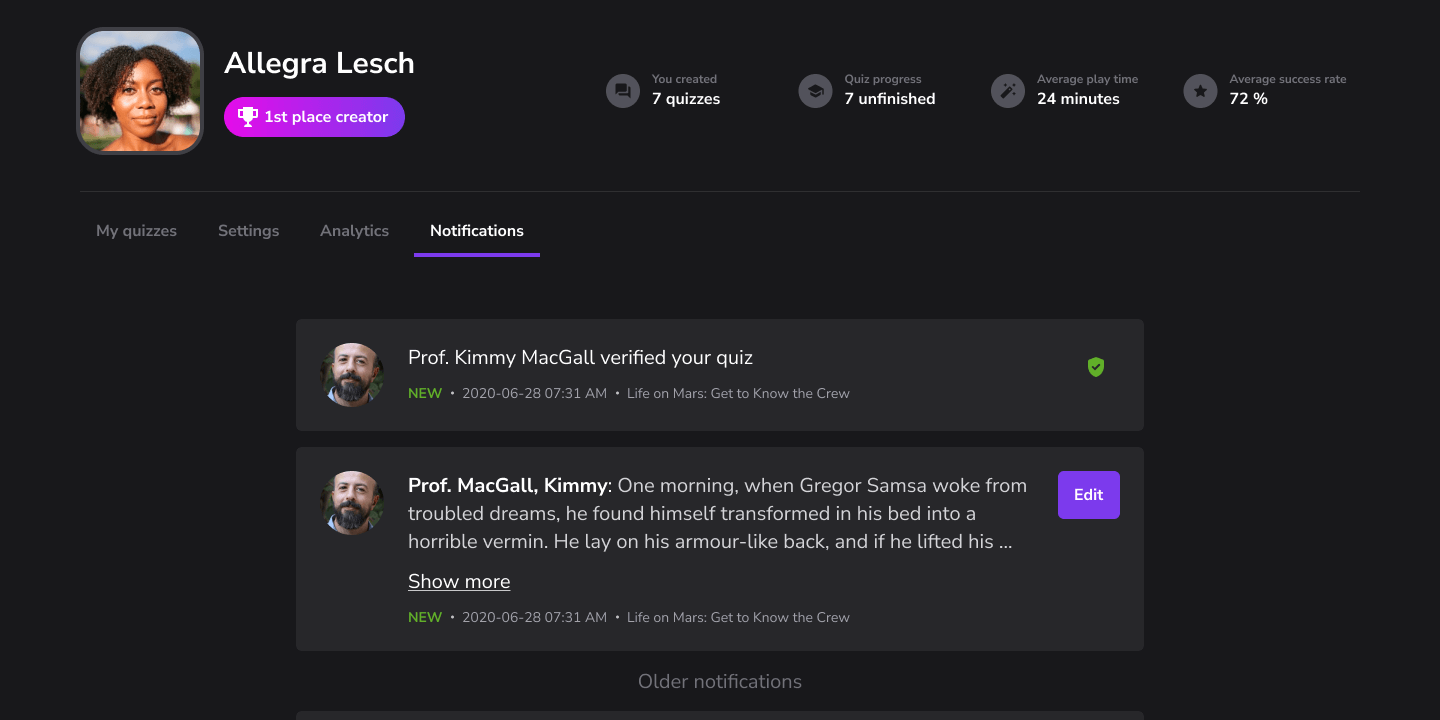 Allegra Lesch
1st place creator
You created
7 quizzes
Quiz progress
7 unfinished
Average play time
24 minutes
Average success rate
72 %
My quizzes
Settings
Analytics
Notifications
Prof. Kimmy MacGall verified your quiz
NEW • 2020-06-28 07:31 AM • Life on Mars: Get to Know the Crew
Prof. MacGall, Kimmy: One morning, when Gregor Samsa woke from
troubled dreams, he found himself transformed in his bed into a
horrible vermin. He lay on his armour-like back, and if he lifted his ...
Edit
Show more
NEW • 2020-06-28 07:31 AM • Life on Mars: Get to Know the Crew
Older notifications